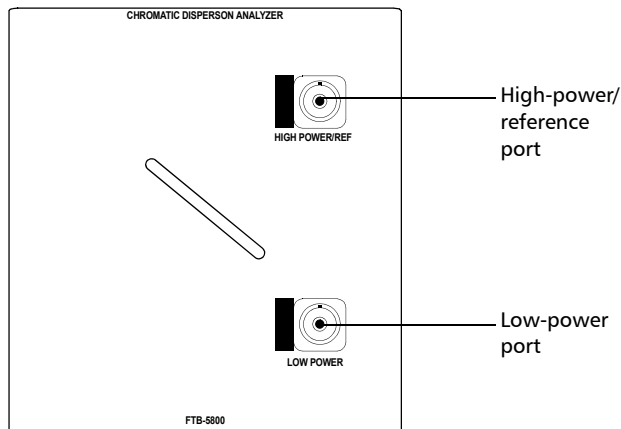 CHROMATIC DISPERSON ANALYZER
High-power/
reference
port
HIGH POWER/REF
Low-power
port
LOW POWER
FTB-5800